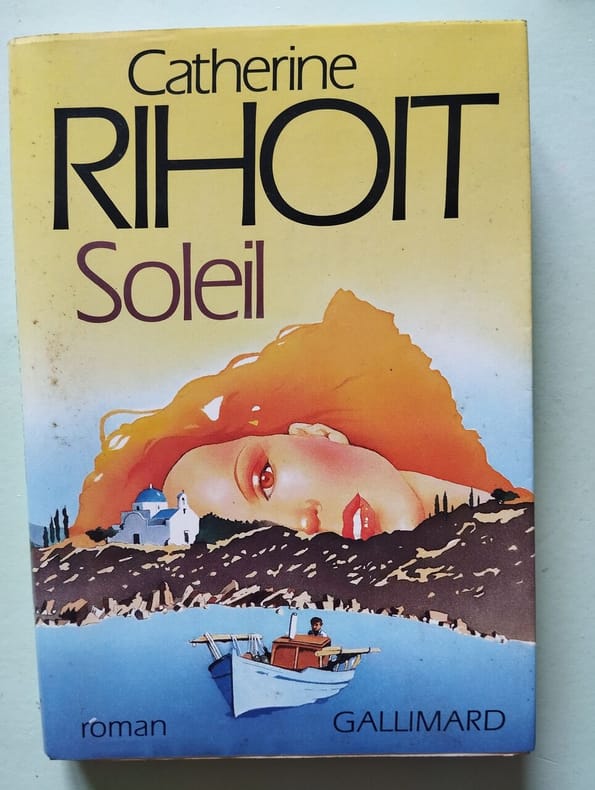 Catherine
RIHOIT
Soleil
roman
GALLIMARD